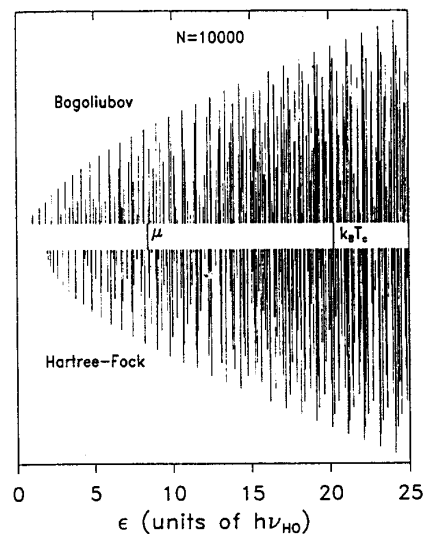 N=10000
Bogoliubov
μ
k_BT_c
Hartree-Fock
0 5 10 15 20 25
ϵ (units of hν_HO)